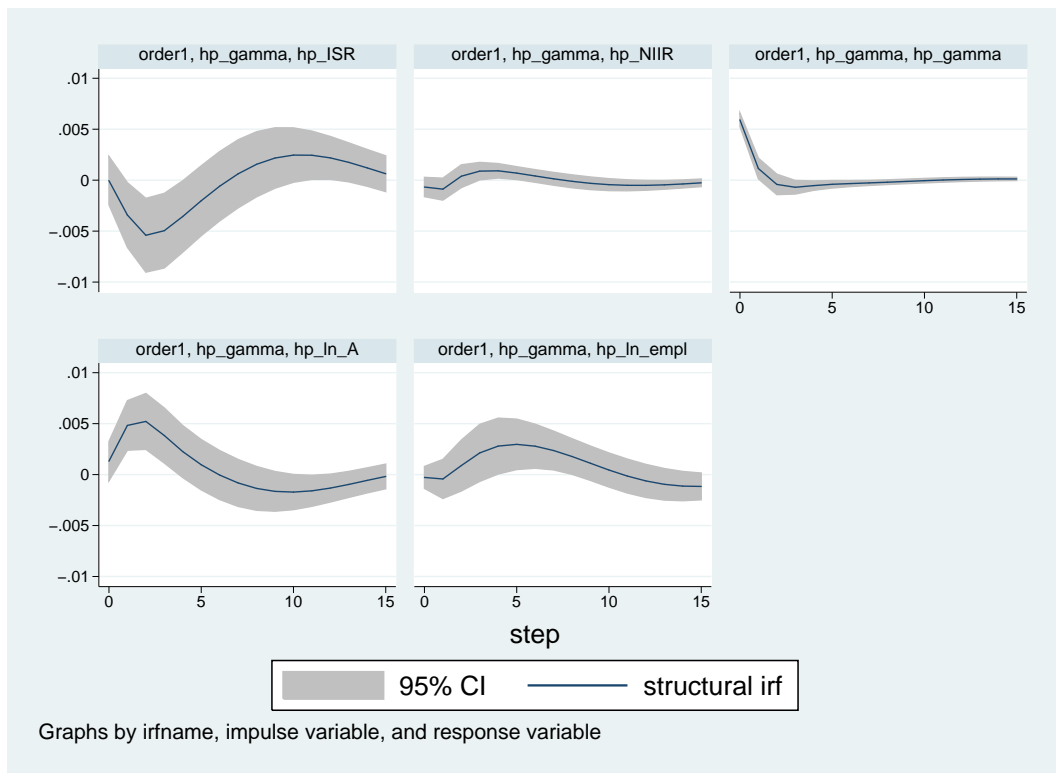 order1, hp_gamma, hp_ISR
order1, hp_gamma, hp_NIIR
order1, hp_gamma, hp_gamma
.01
.005
0
−.005
−.01
0 5 10 15
order1, hp_gamma, hp_ln_A
order1, hp_gamma, hp_ln_empl
.01
.005
0
−.005
−.01
0 5 10 15
0 5 10 15
step
95% CI
structural irf
Graphs by irfname, impulse variable, and response variable